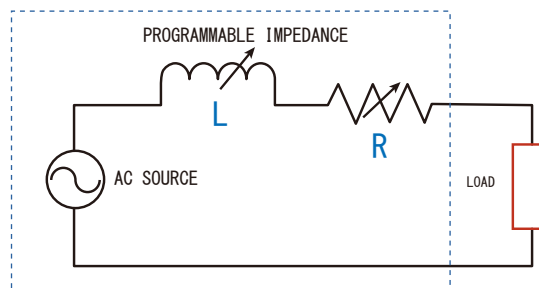 PROGRAMMABLE IMPEDANCE
L
R
AC SOURCE
LOAD